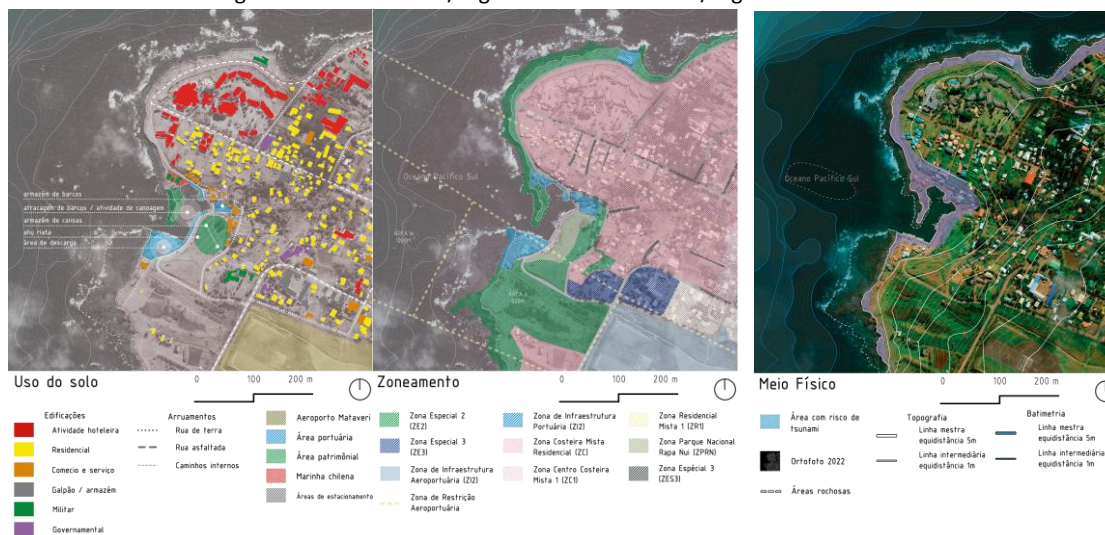 armazém de barcos
atracagem de barcos / atividade de canoagem
armazém de canoas
ahu riata
área de descarga
Oceano Pacífico Sul
Oceano Pacífico Sul
Uso do solo
0 100 200 m
Edificações
Atividade hoteleira
Residencial
Comecio e serviço
Galpão / armazém
Militar
Governamental
Arruamentos
Rua de terra
Rua asfaltada
Caminhos internos
Aeroporto Mataveri
Área portuária
Área patrimônial
Marinha chilena
Áreas de estacionamento
Zoneamento
0 100 200 m
Zona Especial 2
(ZE2)
Zona Especial 3
(ZE3)
Zona de Infraestrutura
Aeroportuária (ZI2)
Zona de Restrição
Aeroportuária
Zona de Infraestrutura
Portuária (ZI2)
Zona Costeira Mista
Residencial (ZC)
Zona Centro Costeira
Mista 1 (ZC1)
Zona Residencial
Mista 1 (ZR1)
Zona Parque Nacional
Rapa Nui (ZPRN)
Zona Espécial 3
(ZES3)
Meio Físico
0 100 200 m
Área com risco de
tsunami
Ortofoto 2022
Áreas rochosas
Topografia
Linha mestra
equidistância 5m
Linha intermediária
equidistância 1m
Batimetria
Linha mestra
equidistância 5m
Linha intermediária
equidistância 1m